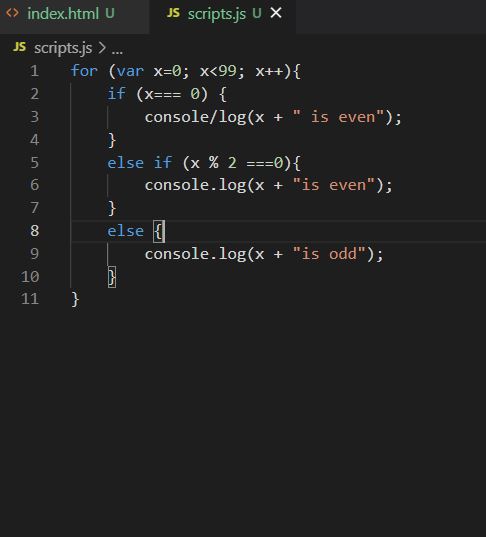 <> index.html U JS scripts.js U ✕
JS scripts.js > ...
1 for (var x=0; x<99; x++){
2 if (x=== 0) {
3 console/log(x + " is even");
4 }
5 else if (x % 2 ===0){
6 console.log(x + "is even");
7 }
8 else {
9 console.log(x + "is odd");
10 }
11 }